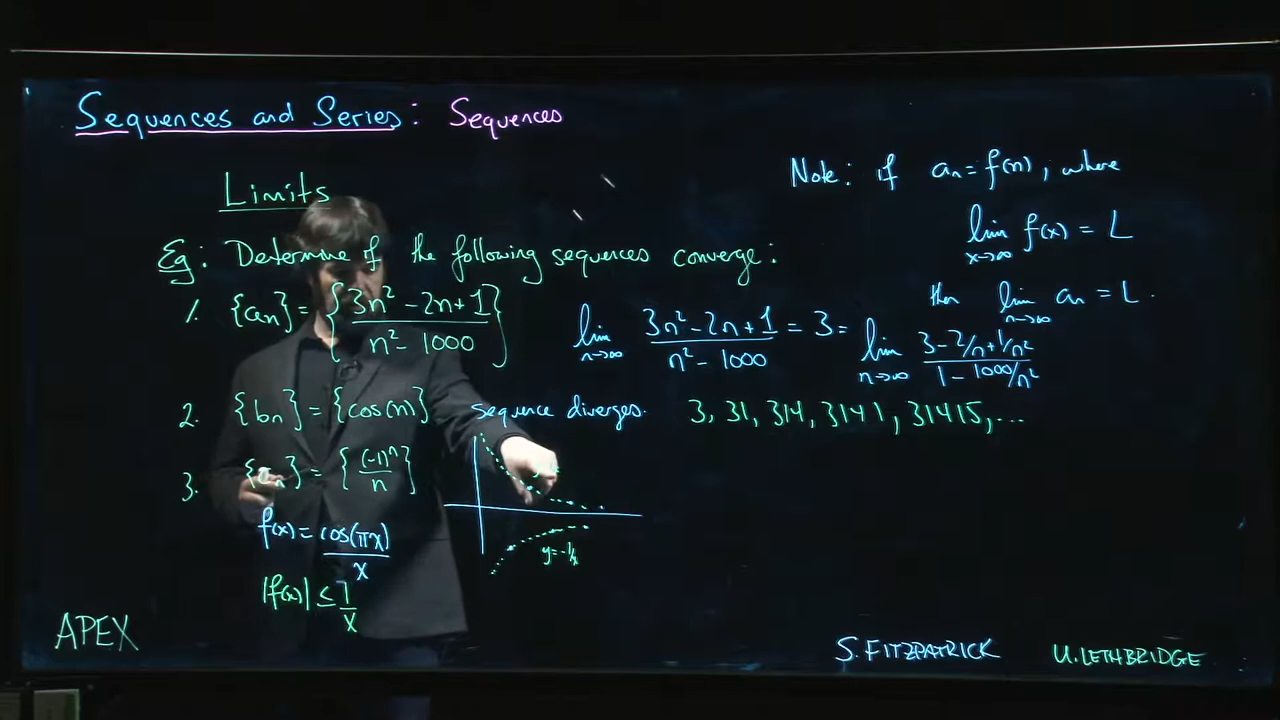 Sequences and Series: Sequences
Note: if aₙ = f(n), where
lim x→∞ f(x) = L
then lim n→∞ aₙ = L.
Limits
Eg: Determine if the following sequences converge:
1. {aₙ} = {(3n² - 2n + 1)/(n² - 1000)} lim n→∞ (3n² - 2n + 1)/(n² - 1000) = 3 = lim n→∞ (3 - 2/n + 1/n²)/(1 - 1000/n²)
2. {bₙ} = {cos(n)} sequence diverges. 3, 31, 314, 3141, 31415, ...
3. {cₙ} = {(-1)ⁿ/n}
f(x) = cos(πx)/x
y = -1/x
|f(x)| ≤ 1/x
APEX
S. FITZPATRICK
U. LETHBRIDGE